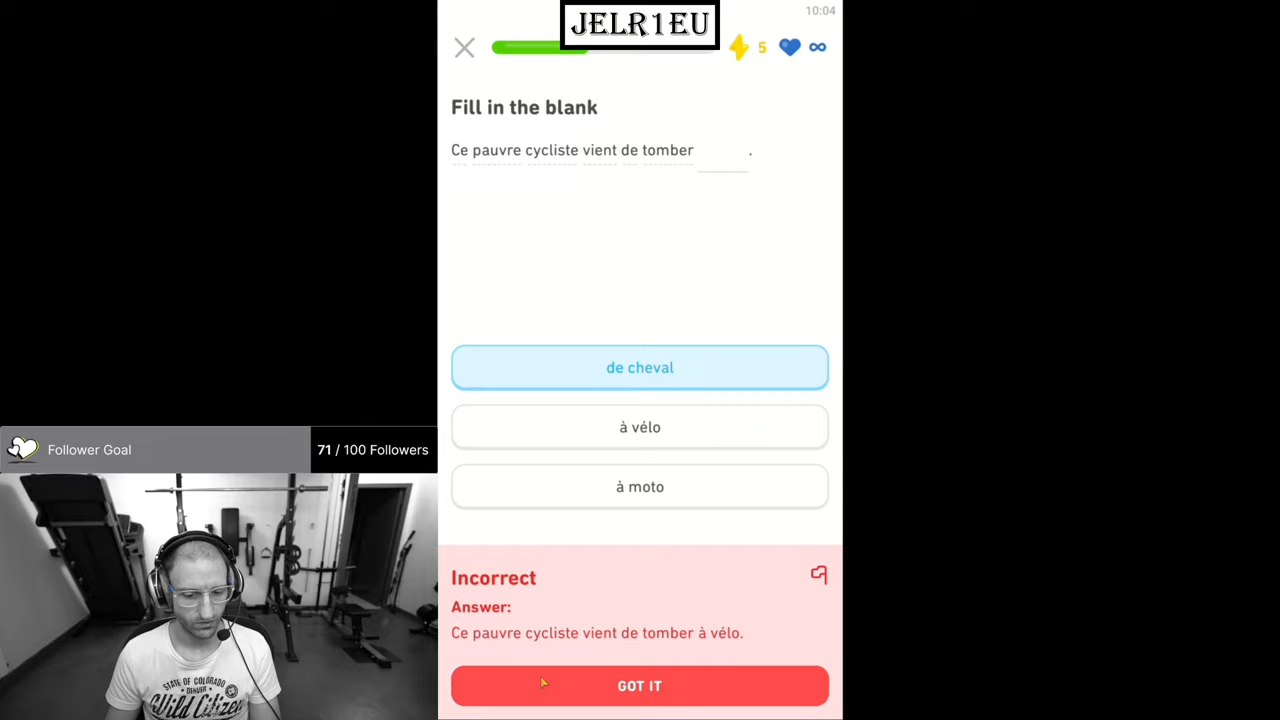 JELR1EU
10:04
5
∞
Fill in the blank
Ce pauvre cycliste vient de tomber ____.
de cheval
à vélo
à moto
Follower Goal
71 / 100 Followers
STATE OF COLORADO
DENVER
Wild Citizen
Incorrect
Answer:
Ce pauvre cycliste vient de tomber à vélo.
GOT IT